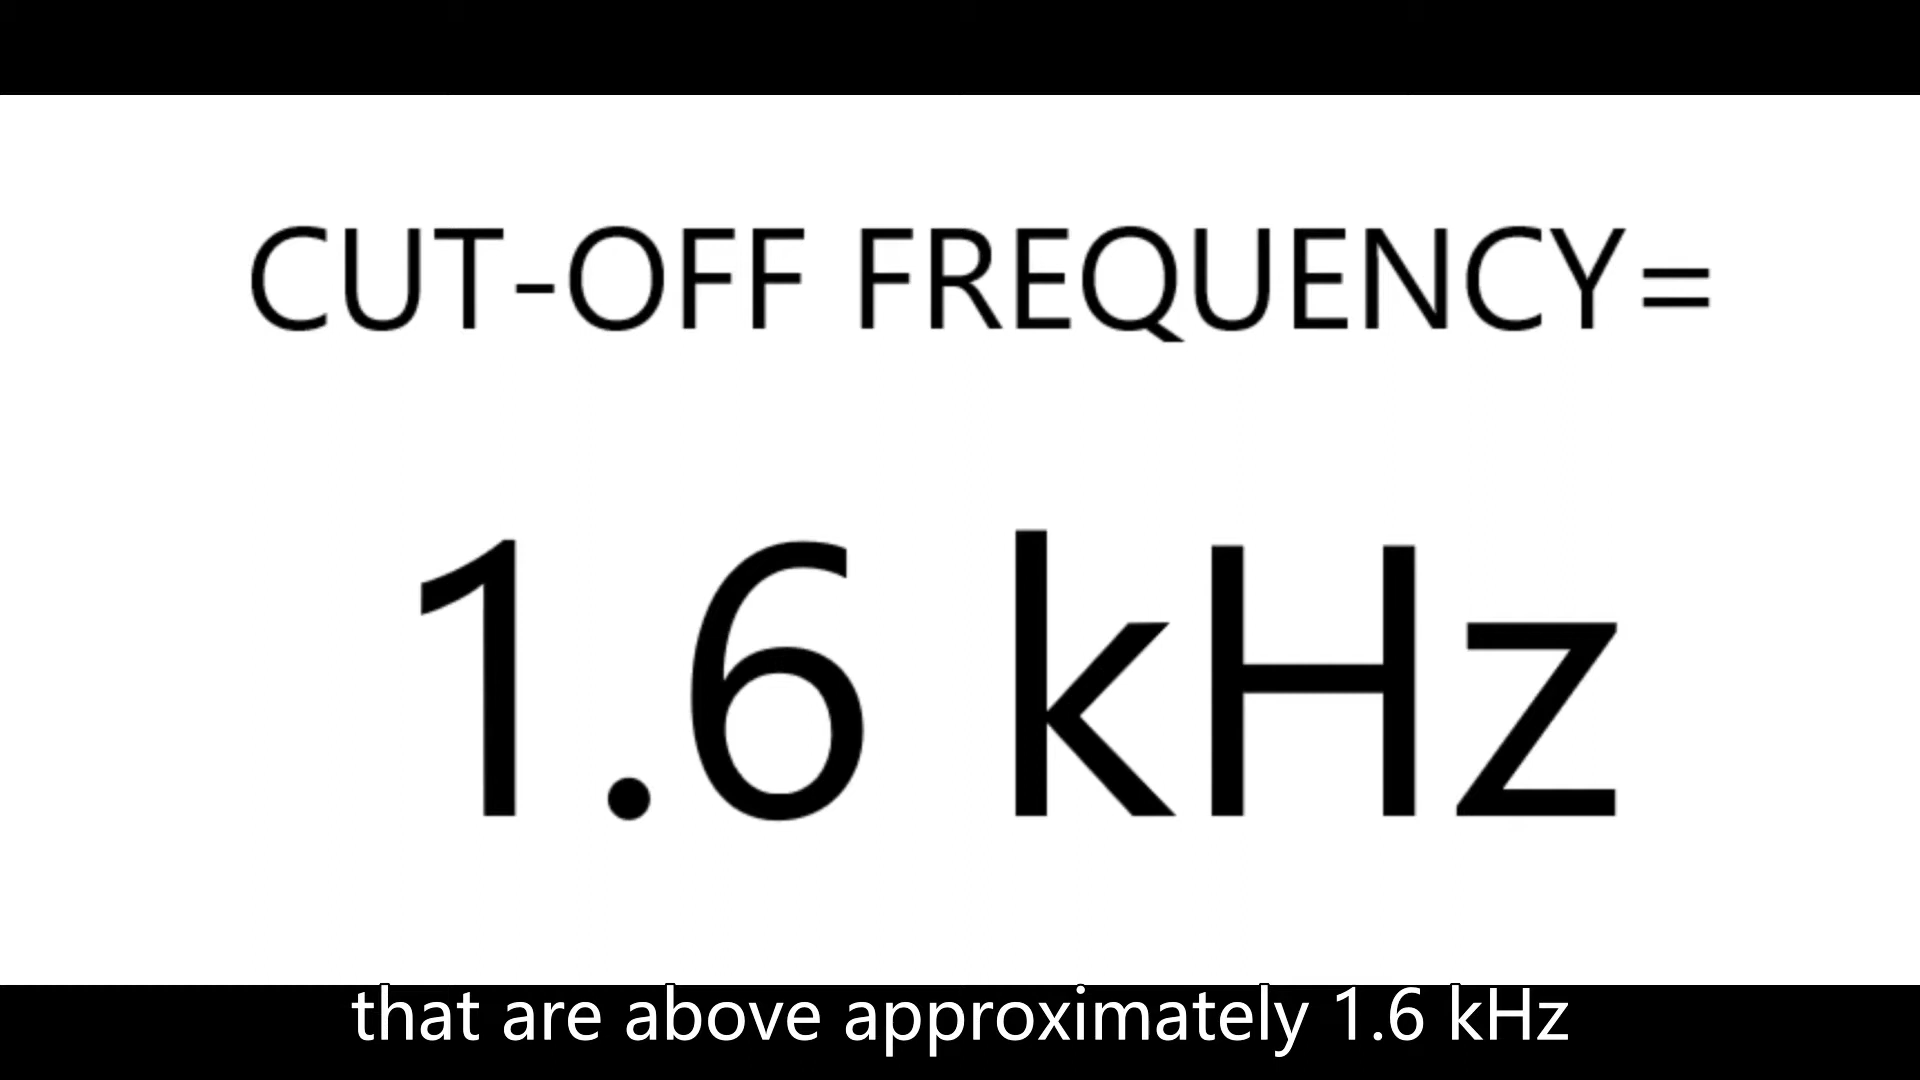 CUT-OFF FREQUENCY=
1.6 kHz
that are above approximately 1.6 kHz